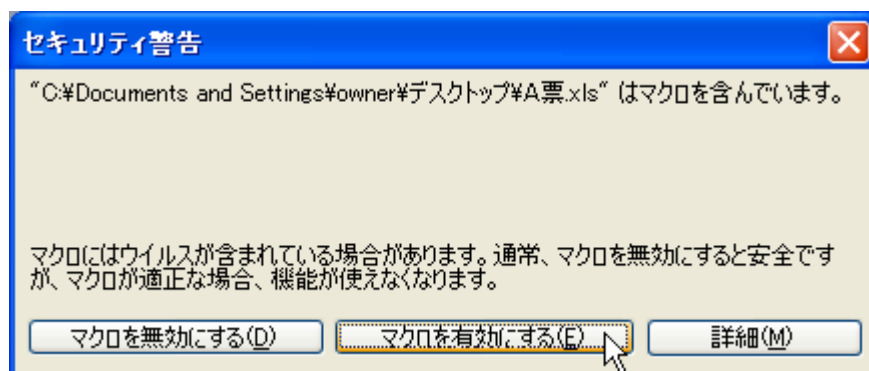 セキュリティ警告
"C:¥Documents and Settings¥owner¥デスクトップ¥A票.xls" はマクロを含んでいます。
マクロにはウイルスが含まれている場合があります。通常、マクロを無効にすると安全です
が、マクロが適正な場合、機能が使えなくなります。
マクロを無効にする(D) マクロを有効にする(E) 詳細(M)